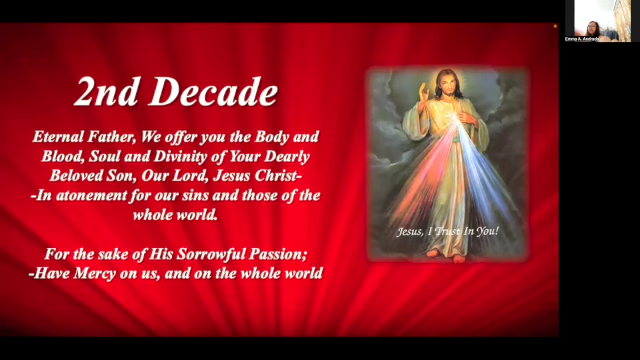 2nd Decade
Eternal Father, We offer you the Body and
Blood, Soul and Divinity of Your Dearly
Beloved Son, Our Lord, Jesus Christ-
-In atonement for our sins and those of the
whole world.
For the sake of His Sorrowful Passion;
-Have Mercy on us, and on the whole world
Jesus, I Trust In You!
Emma A. Andrade